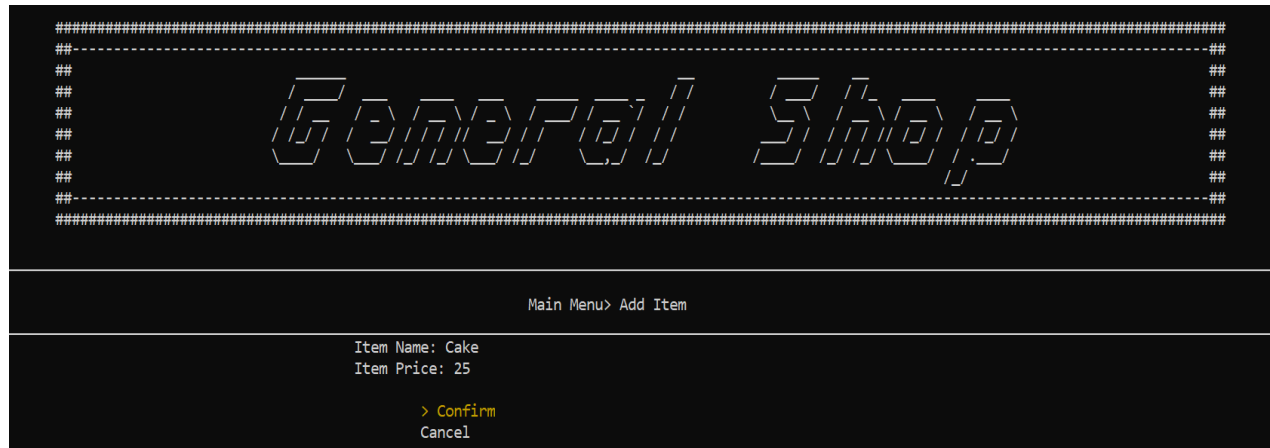 General Shop
Main Menu> Add Item
Item Name: Cake
Item Price: 25
> Confirm
Cancel